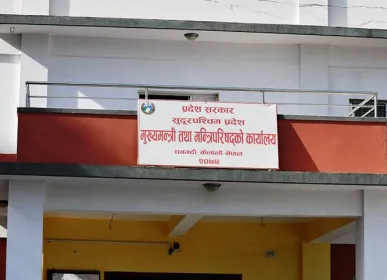 प्रदेश सरकार
सुदूरपश्चिम प्रदेश
मुख्यमन्त्री तथा मन्त्रिपरिषद्को कार्यालय
धनगढी, कैलाली नेपाल
२०७४